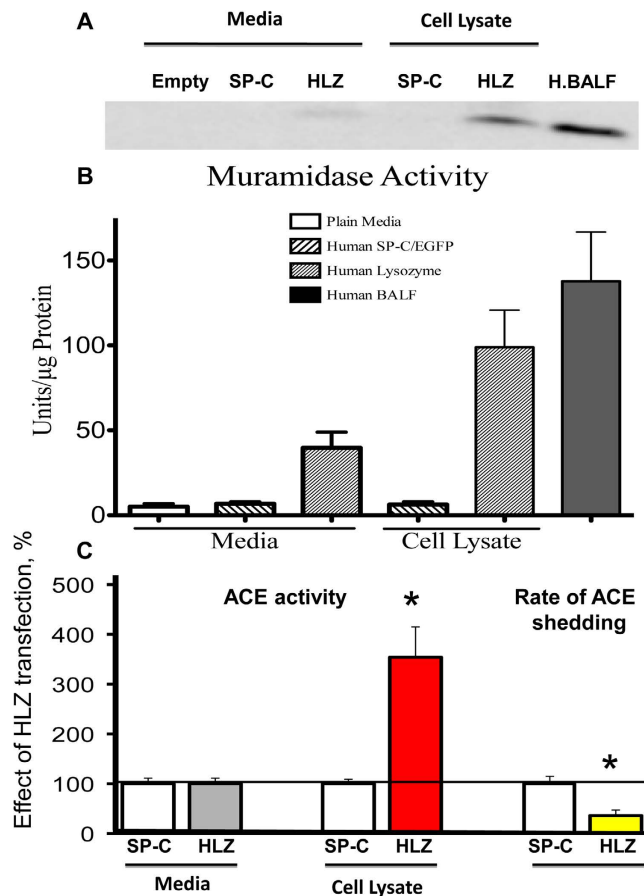 A
Media
Cell Lysate
Empty SP-C HLZ SP-C HLZ H.BALF
B
Muramidase Activity
Plain Media
Human SP-C/EGFP
Human Lysozyme
Human BALF
Units/µg Protein
150
100
50
0
Media
Cell Lysate
C
Effect of HLZ transfection, %
500
400
300
200
100
0
ACE activity
*
Rate of ACE
shedding
*
SP-C HLZ SP-C HLZ SP-C HLZ
Media
Cell Lysate